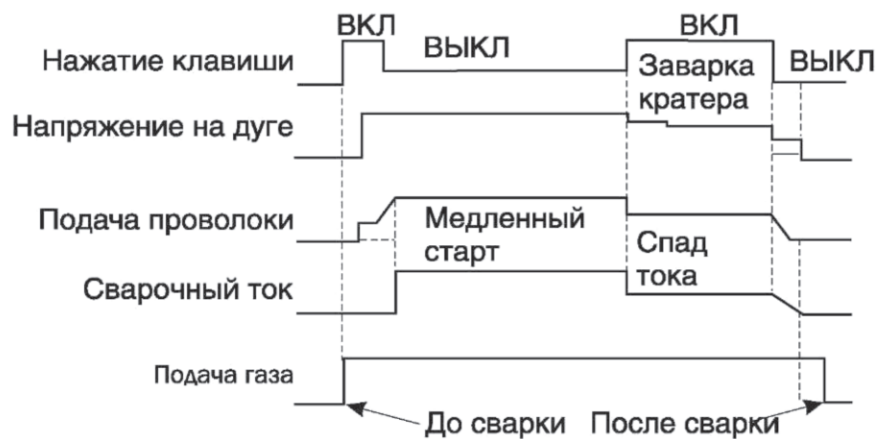 ВКЛ
ВКЛ
Нажатие клавиши
ВЫКЛ
Заварка
кратера
ВЫКЛ
Напряжение на дуге
Подача проволоки
Медленный
старт
Спад
тока
Сварочный ток
Подача газа
До сварки
После сварки